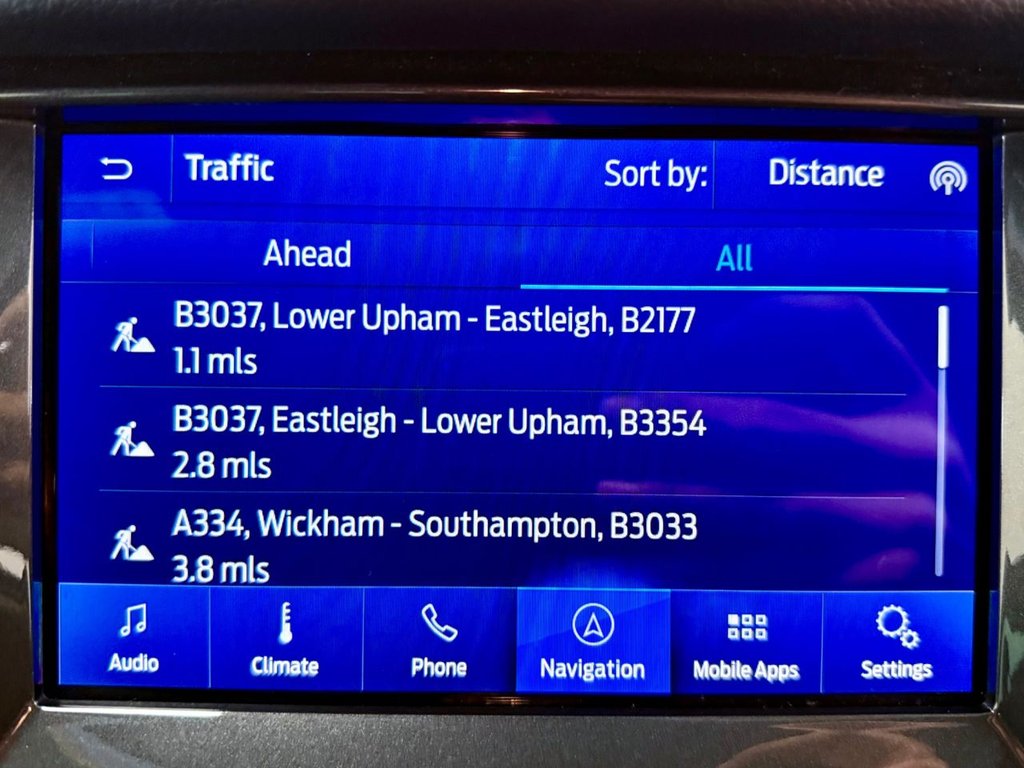 Traffic Sort by: Distance
Ahead All
B3037, Lower Upham - Eastleigh, B2177
1.1 mls
B3037, Eastleigh - Lower Upham, B3354
2.8 mls
A334, Wickham - Southampton, B3033
3.8 mls
Audio Climate Phone Navigation Mobile Apps Settings